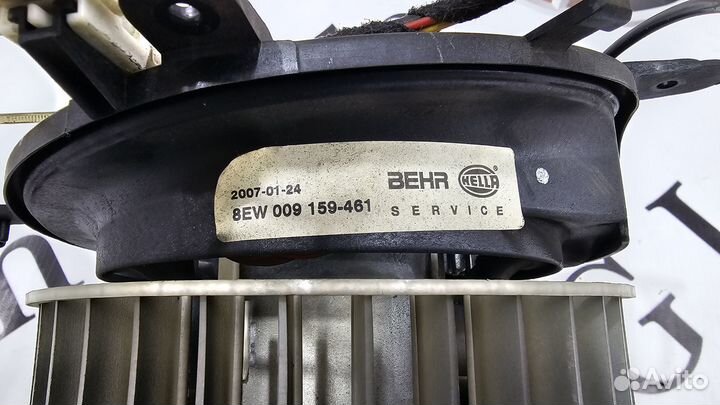 2007-01-24
8EW 009 159-461
BEHR HELLA
SERVICE
Avito